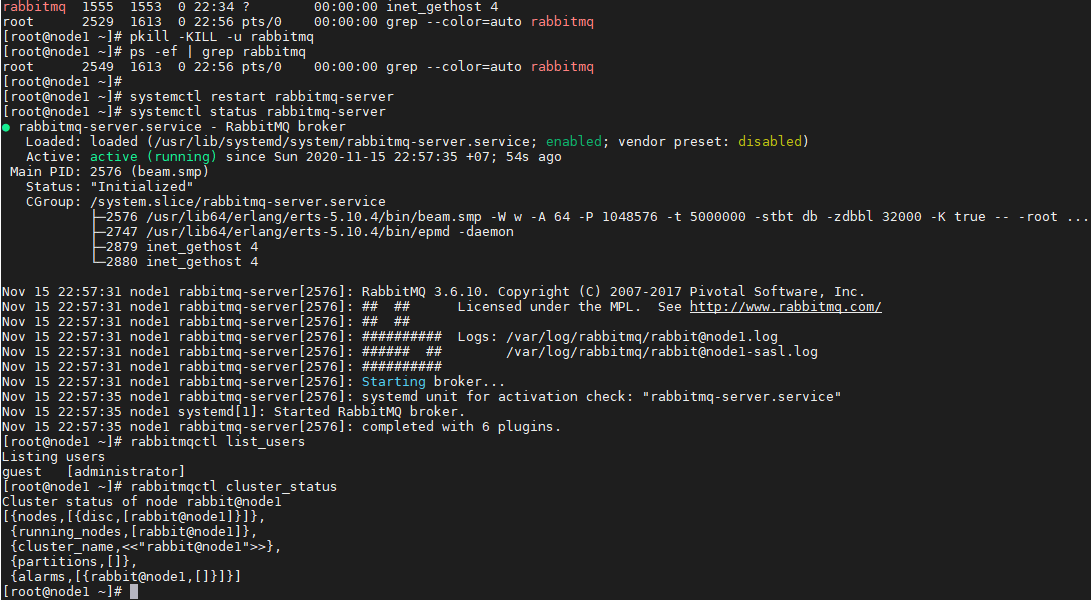 rabbitmq  1555  1553  0 22:34 ?        00:00:00 inet_gethost 4
root      2529  1613  0 22:56 pts/0    00:00:00 grep --color=auto rabbitmq
[root@node1 ~]# pkill -KILL -u rabbitmq
[root@node1 ~]# ps -ef | grep rabbitmq
root      2549  1613  0 22:56 pts/0    00:00:00 grep --color=auto rabbitmq
[root@node1 ~]#
[root@node1 ~]# systemctl restart rabbitmq-server
[root@node1 ~]# systemctl status rabbitmq-server
● rabbitmq-server.service - RabbitMQ broker
   Loaded: loaded (/usr/lib/systemd/system/rabbitmq-server.service; enabled; vendor preset: disabled)
   Active: active (running) since Sun 2020-11-15 22:57:35 +07; 54s ago
 Main PID: 2576 (beam.smp)
   Status: "Initialized"
   CGroup: /system.slice/rabbitmq-server.service
           ├─2576 /usr/lib64/erlang/erts-5.10.4/bin/beam.smp -W w -A 64 -P 1048576 -t 5000000 -stbt db -zdbbl 32000 -K true -- -root ...
           ├─2747 /usr/lib64/erlang/erts-5.10.4/bin/epmd -daemon
           ├─2879 inet_gethost 4
           └─2880 inet_gethost 4

Nov 15 22:57:31 node1 rabbitmq-server[2576]: RabbitMQ 3.6.10. Copyright (C) 2007-2017 Pivotal Software, Inc.
Nov 15 22:57:31 node1 rabbitmq-server[2576]: ##  ##      Licensed under the MPL.  See http://www.rabbitmq.com/
Nov 15 22:57:31 node1 rabbitmq-server[2576]: ##  ##
Nov 15 22:57:31 node1 rabbitmq-server[2576]: ##########  Logs: /var/log/rabbitmq/rabbit@node1.log
Nov 15 22:57:31 node1 rabbitmq-server[2576]: ######  ##        /var/log/rabbitmq/rabbit@node1-sasl.log
Nov 15 22:57:31 node1 rabbitmq-server[2576]: ##########
Nov 15 22:57:31 node1 rabbitmq-server[2576]: Starting broker...
Nov 15 22:57:35 node1 rabbitmq-server[2576]: systemd unit for activation check: "rabbitmq-server.service"
Nov 15 22:57:35 node1 systemd[1]: Started RabbitMQ broker.
Nov 15 22:57:35 node1 rabbitmq-server[2576]: completed with 6 plugins.
[root@node1 ~]# rabbitmqctl list_users
Listing users
guest   [administrator]
[root@node1 ~]# rabbitmqctl cluster_status
Cluster status of node rabbit@node1
[{nodes,[{disc,[rabbit@node1]}]},
 {running_nodes,[rabbit@node1]},
 {cluster_name,<<"rabbit@node1">>},
 {partitions,[]},
 {alarms,[{rabbit@node1,[]}]}]
[root@node1 ~]#